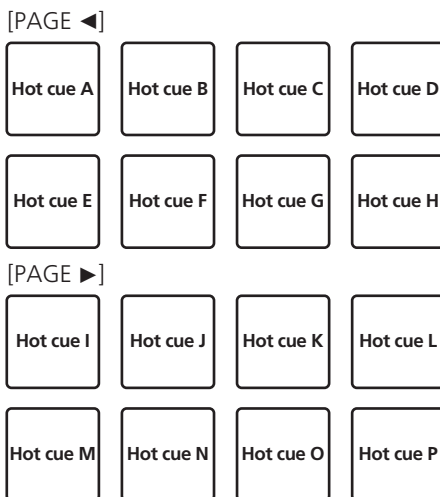 [PAGE ◄]
Hot cue A Hot cue B Hot cue C Hot cue D
Hot cue E Hot cue F Hot cue G Hot cue H
[PAGE ►]
Hot cue I Hot cue J Hot cue K Hot cue L
Hot cue M Hot cue N Hot cue O Hot cue P